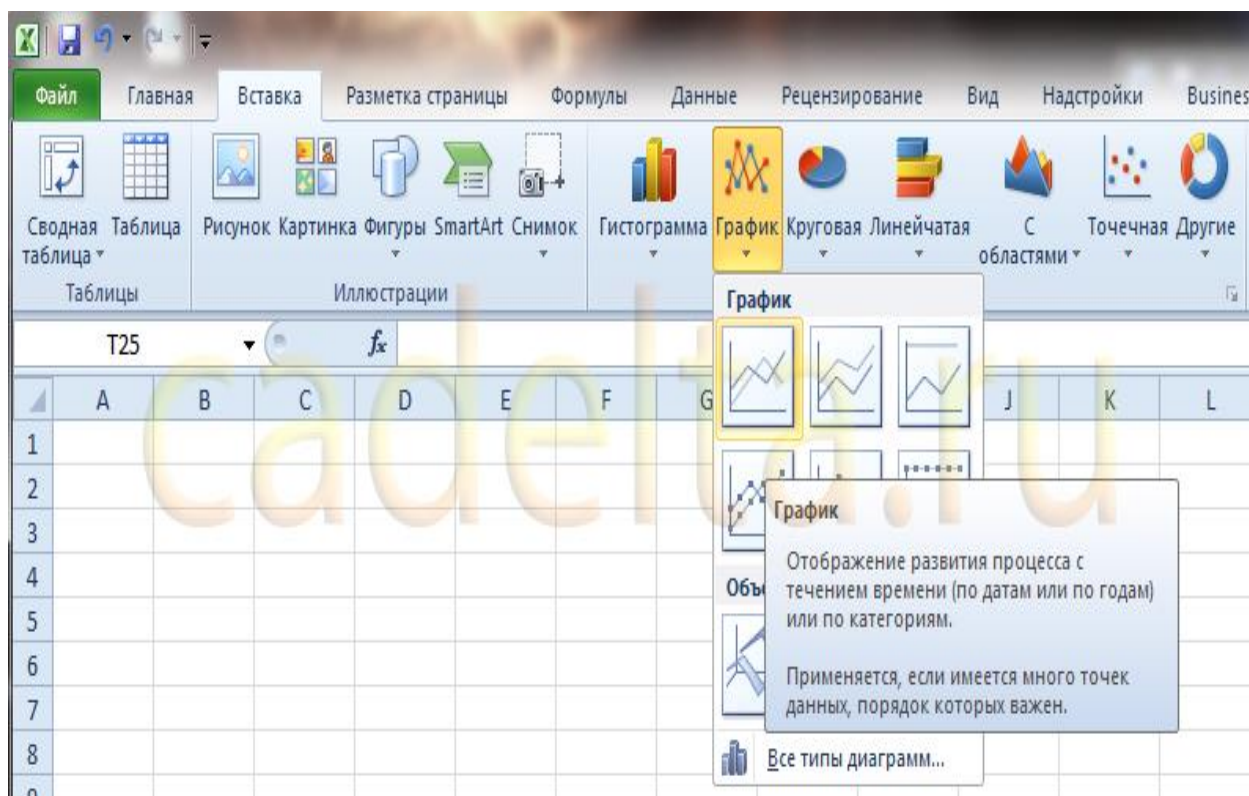 Файл Главная Вставка Разметка страницы Формулы Данные Рецензирование Вид Надстройки Busines
Сводная таблица Таблица Рисунок Картинка Фигуры SmartArt Снимок Гистограмма График Круговая Линейчатая С областями Точечная Другие
Таблицы Иллюстрации
График
T25 fx
A B C D E F G J K L
1
2
3
4
5
6
7
8
9
График
Отображение развития процесса с
течением времени (по датам или по годам)
или по категориям.
Применяется, если имеется много точек
данных, порядок которых важен.
Объ
Все типы диаграмм...
cadelta.ru